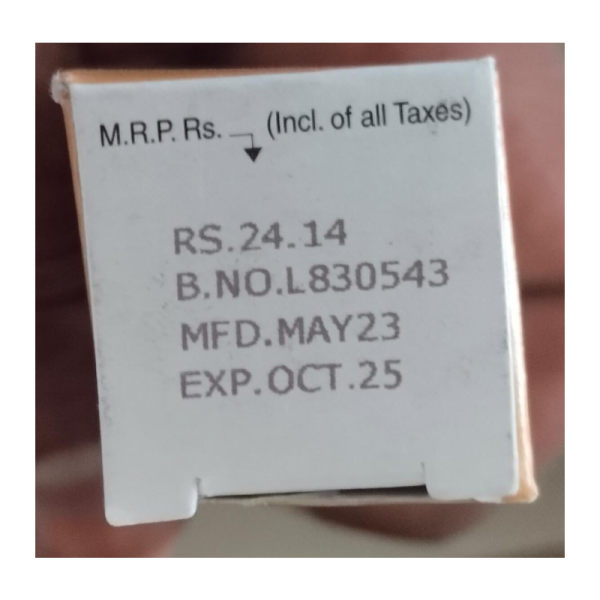 M.R.P. Rs. (Incl. of all Taxes)
RS.24.14
B.NO.L830543
MFD.MAY23
EXP.OCT.25